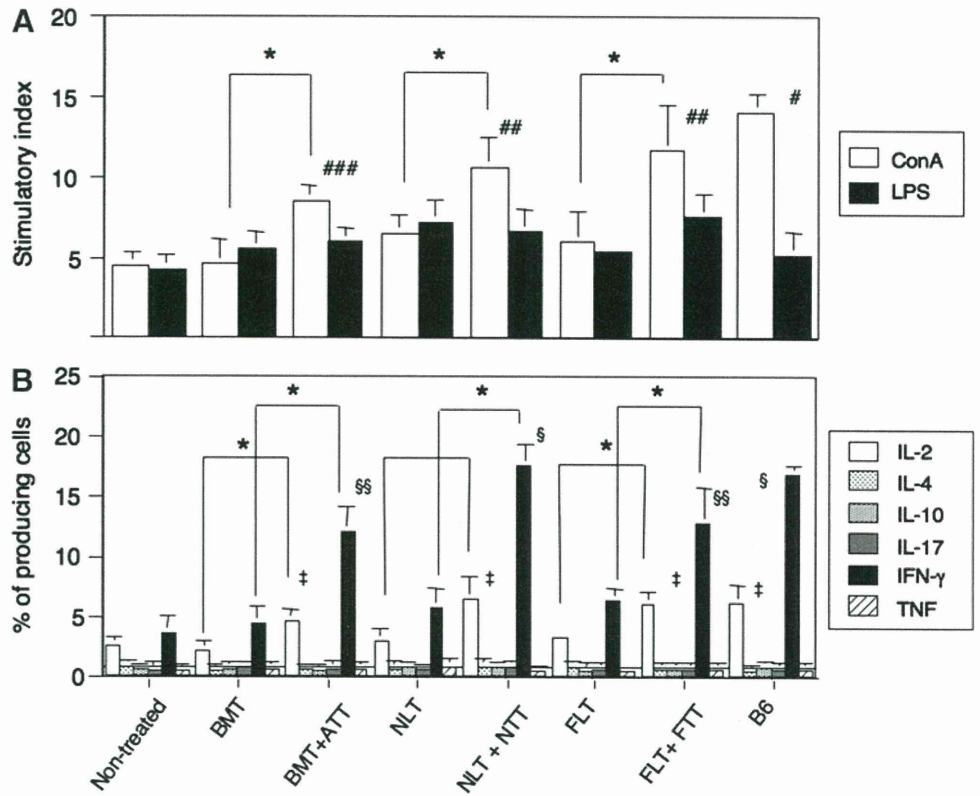 A
20
15
10
5
Stimulatory index
*
*
*
###
##
##
#
ConA
LPS
B
25
20
15
10
5
0
% of producing cells
*
*
*
*
*
§§
§
§§
§
‡
‡
‡
‡
IL-2
IL-4
IL-10
IL-17
IFN-γ
TNF
Non-treated
BMT
BMT+ATT
NLT
NLT + NTT
FLT
FLT+ FTT
B6